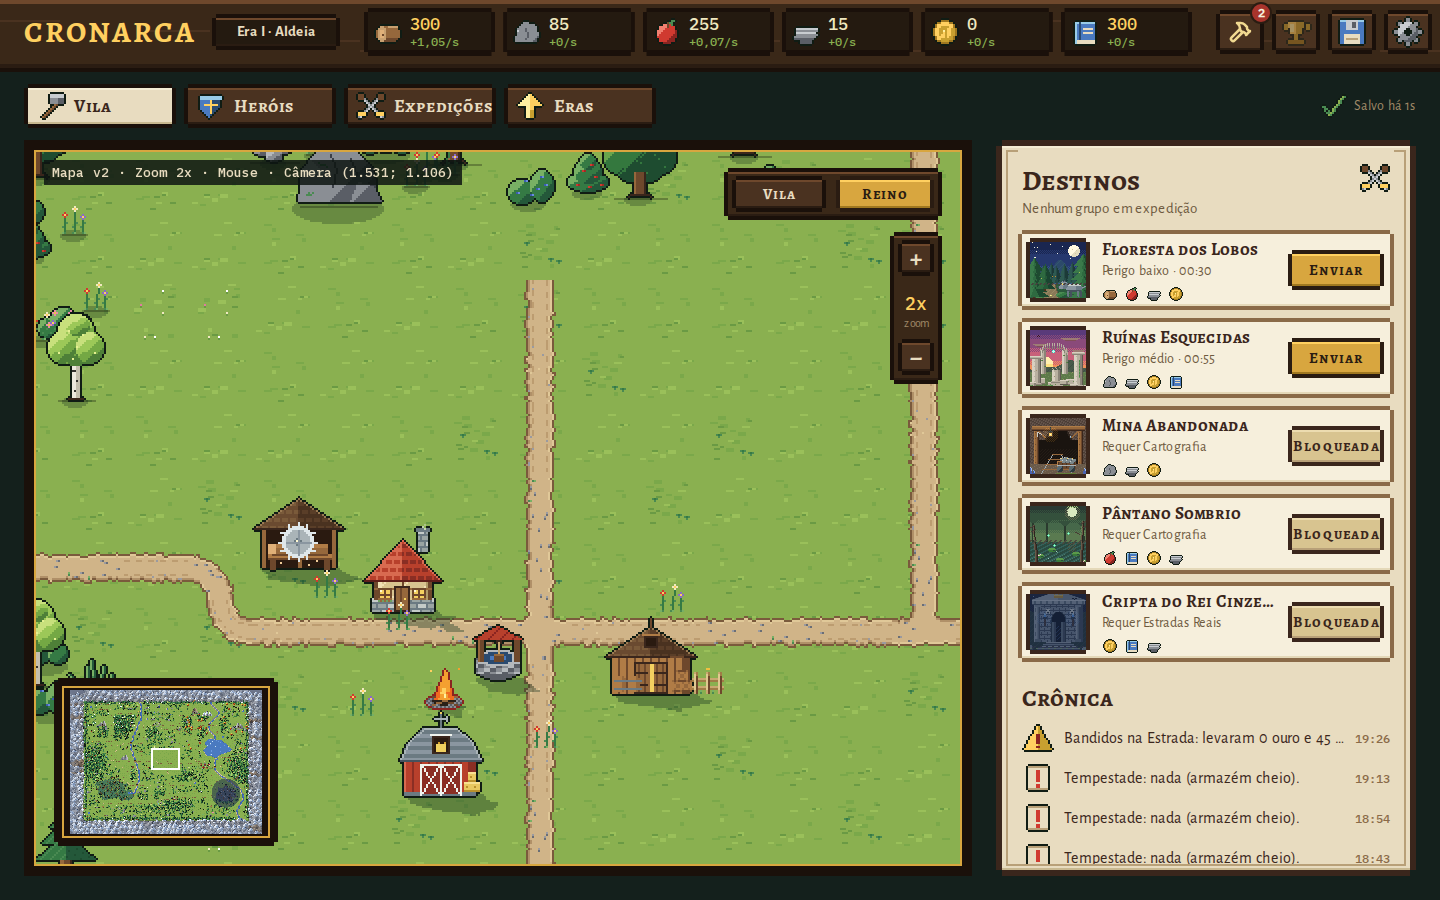 CRONARCA
Era I · Aldeia
300
+1,05/s
85
+0/s
255
+0,07/s
15
+0/s
0
+0/s
300
+0/s
2
Vila
Heróis
Expedições
Eras
Salvo há 1s
Mapa v2 · Zoom 2x · Mouse · Câmera (1.531; 1.106)
Vila
Reino
+
2x
zoom
−
Destinos
Nenhum grupo em expedição
Floresta dos Lobos
Perigo baixo · 00:30
Enviar
Ruínas Esquecidas
Perigo médio · 00:55
Enviar
Mina Abandonada
Requer Cartografia
Bloqueada
Pântano Sombrio
Requer Cartografia
Bloqueada
Cripta do Rei Cinze...
Requer Estradas Reais
Bloqueada
Crônica
Bandidos na Estrada: levaram 0 ouro e 45 ... 19:26
Tempestade: nada (armazém cheio). 19:13
Tempestade: nada (armazém cheio). 18:54
Tempestade: nada (armazém cheio). 18:43